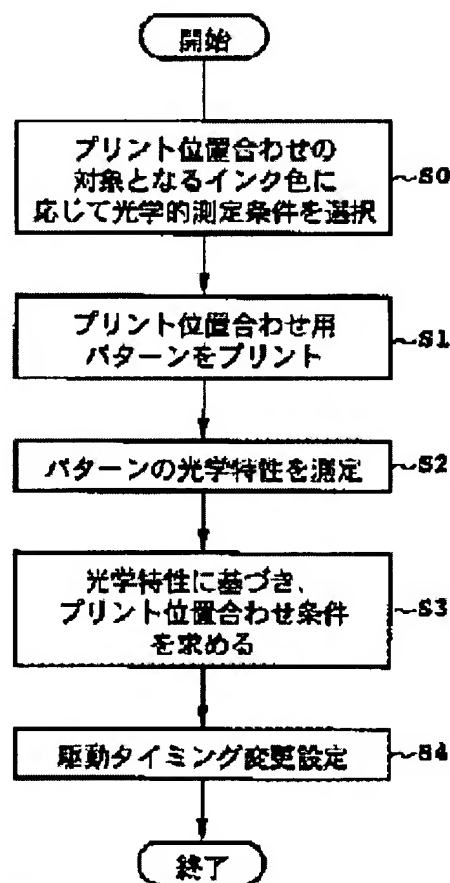 開始
プリント位置合わせの
対象となるインク色に
応じて光学的測定条件を選択
~S0
プリント位置合わせ用
パターンをプリント
~S1
パターンの光学特性を測定
~S2
光学特性に基づき、
プリント位置合わせ条件
を求める
~S3
駆動タイミング変更設定
~S4
終了